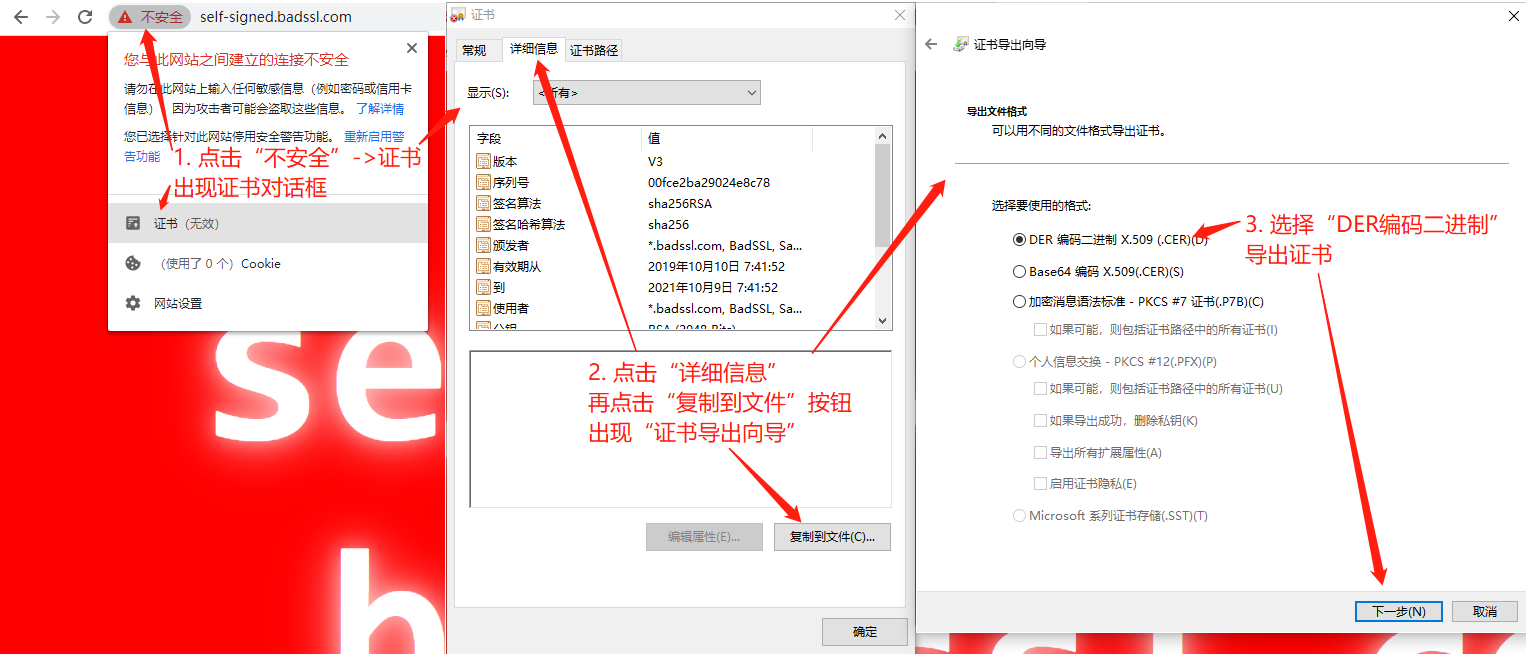 不安全 self-signed.badssl.com
您与此网站之间建立的连接不安全
请勿在此网站上输入任何敏感信息（例如密码或信用卡
信息），因为攻击者可能会盗取这些信息。 了解详情
您已选择针对此网站停用安全警告功能。 重新启用警
告功能
1. 点击“不安全”->证书
出现证书对话框
证书（无效）
（使用了 0 个）Cookie
网站设置
se
b
证书
常规 详细信息 证书路径
显示(S): <所有>
字段 值
版本 V3
序列号 00fce2ba29024e8c78
签名算法 sha256RSA
签名哈希算法 sha256
颁发者 *.badssl.com, BadSSL, Sa...
有效期从 2019年10月10日 7:41:52
到 2021年10月9日 7:41:52
使用者 *.badssl.com, BadSSL, Sa...
公钥 RSA (2048 Bits)
2. 点击“详细信息”
再点击“复制到文件”按钮
出现“证书导出向导”
编辑属性(E)... 复制到文件(C)...
确定
证书导出向导
导出文件格式
可以用不同的文件格式导出证书。
选择要使用的格式:
DER 编码二进制 X.509 (.CER)(D)
Base64 编码 X.509(.CER)(S)
加密消息语法标准 - PKCS #7 证书(.P7B)(C)
如果可能，则包括证书路径中的所有证书(I)
个人信息交换 - PKCS #12(.PFX)(P)
如果可能，则包括证书路径中的所有证书(U)
如果导出成功，删除私钥(K)
导出所有扩展属性(A)
启用证书隐私(E)
Microsoft 系列证书存储(.SST)(T)
3. 选择“DER编码二进制”
导出证书
下一步(N) 取消